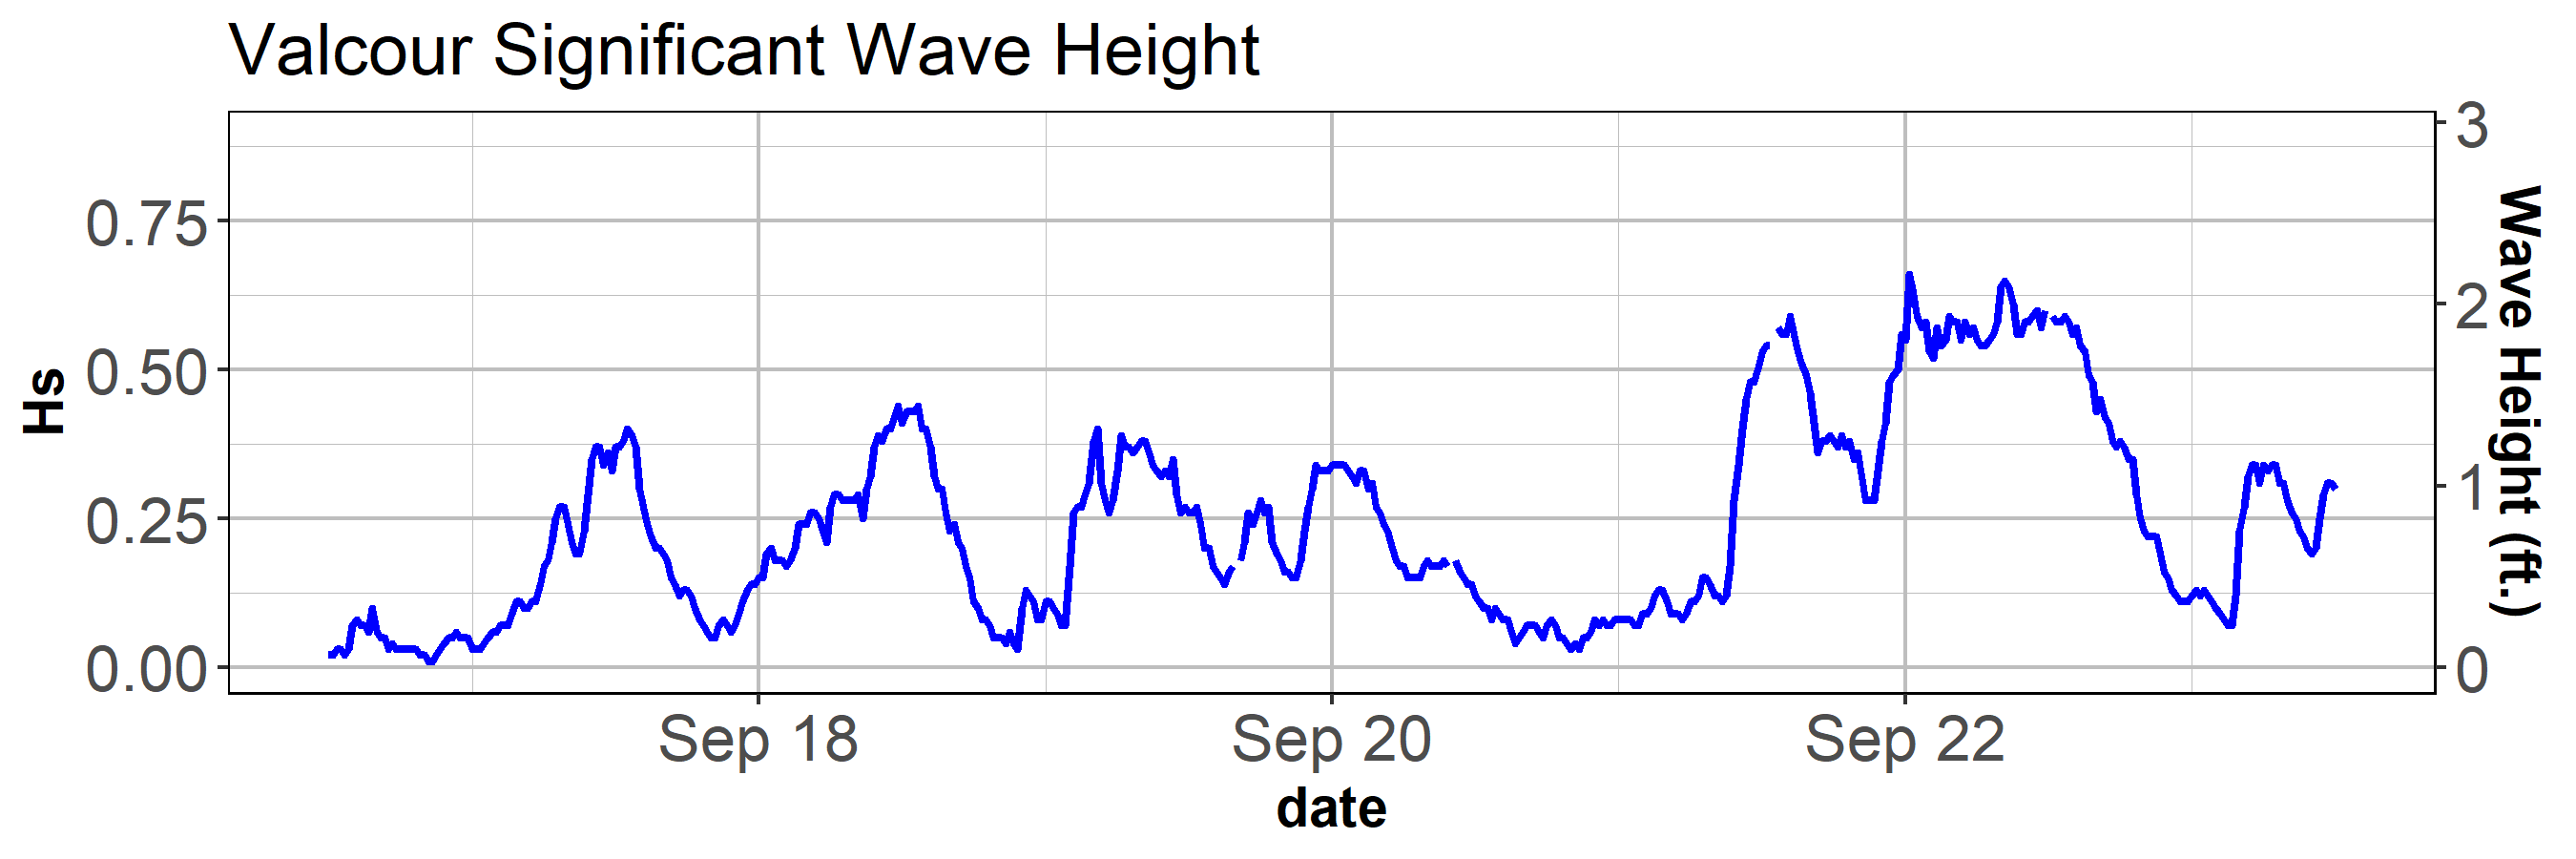 Valcour Significant Wave Height
Hs
0.75
0.50
0.25
0.00
3
2
1
0
Wave Height (ft.)
Sep 18
Sep 20
Sep 22
date